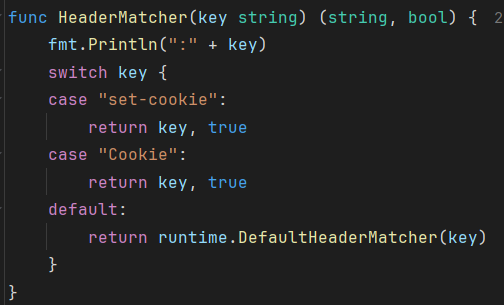 func HeaderMatcher(key string) (string, bool) { 2
    fmt.Println(":" + key)
    switch key {
    case "set-cookie":
        return key, true
    case "Cookie":
        return key, true
    default:
        return runtime.DefaultHeaderMatcher(key)
    }
}